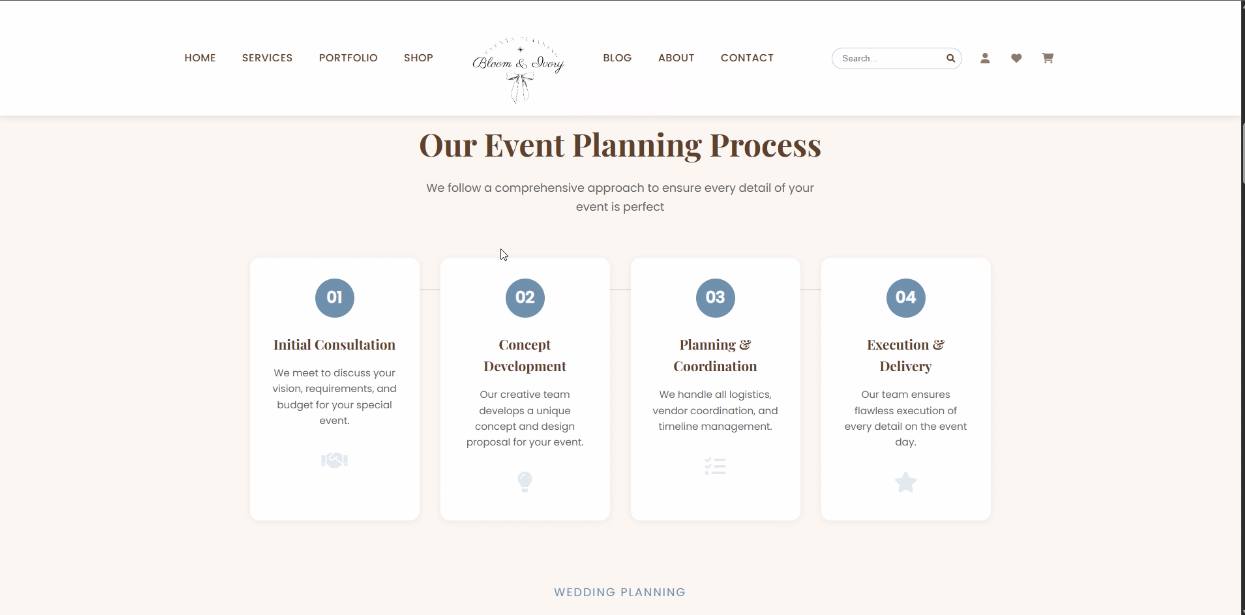 HOME SERVICES PORTFOLIO SHOP Bloom & Ivory BLOG ABOUT CONTACT Search...
Our Event Planning Process
We follow a comprehensive approach to ensure every detail of your
event is perfect
01
Initial Consultation
We meet to discuss your
vision, requirements, and
budget for your special
event.
02
Concept
Development
Our creative team
develops a unique
concept and design
proposal for your event.
03
Planning &
Coordination
We handle all logistics,
vendor coordination, and
timeline management.
04
Execution &
Delivery
Our team ensures
flawless execution of
every detail on the event
day.
WEDDING PLANNING